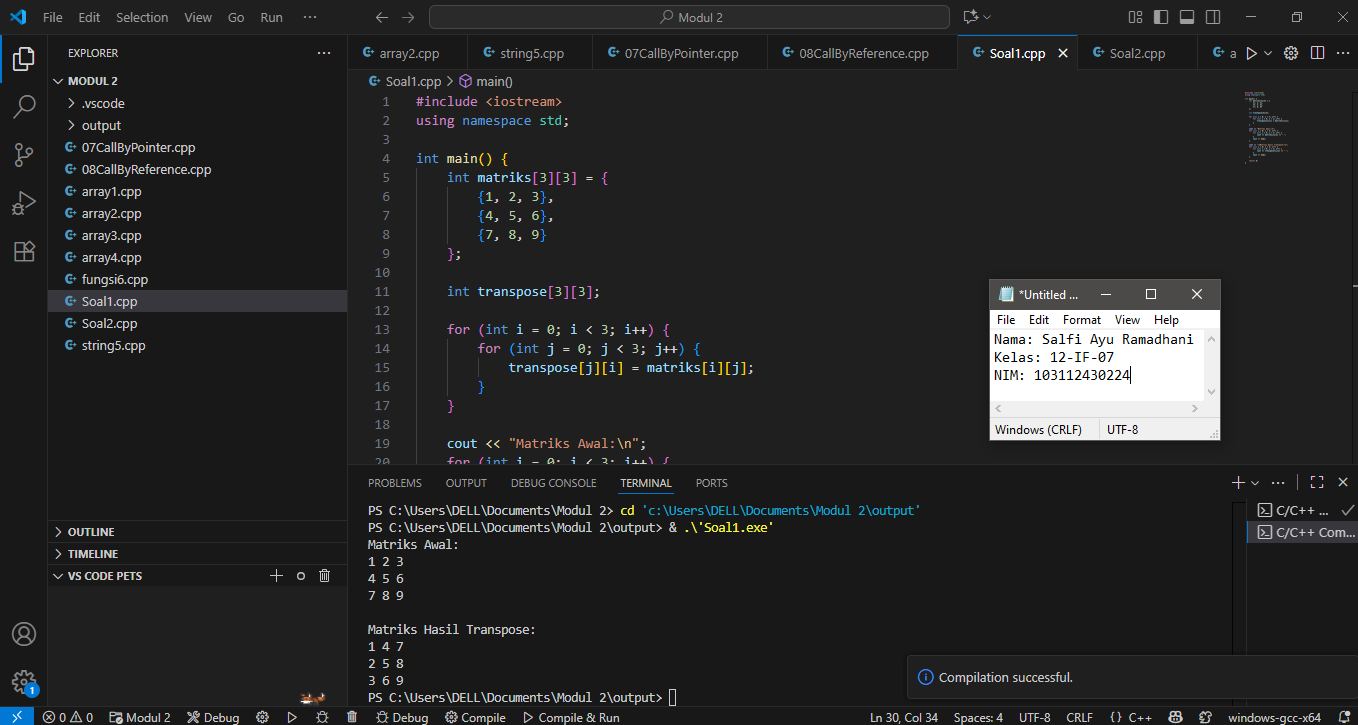 File Edit Selection View Go Run ···
Modul 2
EXPLORER ···
MODUL 2
.vscode
output
07CallByPointer.cpp
08CallByReference.cpp
array1.cpp
array2.cpp
array3.cpp
array4.cpp
fungsi6.cpp
Soal1.cpp
Soal2.cpp
string5.cpp
OUTLINE
TIMELINE
VS CODE PETS
array2.cpp string5.cpp 07CallByPointer.cpp 08CallByReference.cpp Soal1.cpp Soal2.cpp a
Soal1.cpp > main()
1 #include <iostream>
2 using namespace std;
3
4 int main() {
5 int matriks[3][3] = {
6 {1, 2, 3},
7 {4, 5, 6},
8 {7, 8, 9}
9 };
10
11 int transpose[3][3];
12
13 for (int i = 0; i < 3; i++) {
14 for (int j = 0; j < 3; j++) {
15 transpose[j][i] = matriks[i][j];
16 }
17 }
18
19 cout << "Matriks Awal:\n";
20 for (int i = 0; i < 3; i++) {
*Untitled ...
File Edit Format View Help
Nama: Salfi Ayu Ramadhani
Kelas: 12-IF-07
NIM: 103112430224
Windows (CRLF) UTF-8
PROBLEMS OUTPUT DEBUG CONSOLE TERMINAL PORTS
PS C:\Users\DELL\Documents\Modul 2> cd 'c:\Users\DELL\Documents\Modul 2\output'
PS C:\Users\DELL\Documents\Modul 2\output> & .\'Soal1.exe'
Matriks Awal:
1 2 3
4 5 6
7 8 9
Matriks Hasil Transpose:
1 4 7
2 5 8
3 6 9
PS C:\Users\DELL\Documents\Modul 2\output>
C/C++ ...
C/C++ Com...
Compilation successful.
1
0 0 Modul 2 Debug Debug Compile Compile & Run Ln 30, Col 34 Spaces: 4 UTF-8 CRLF {} C++ windows-gcc-x64